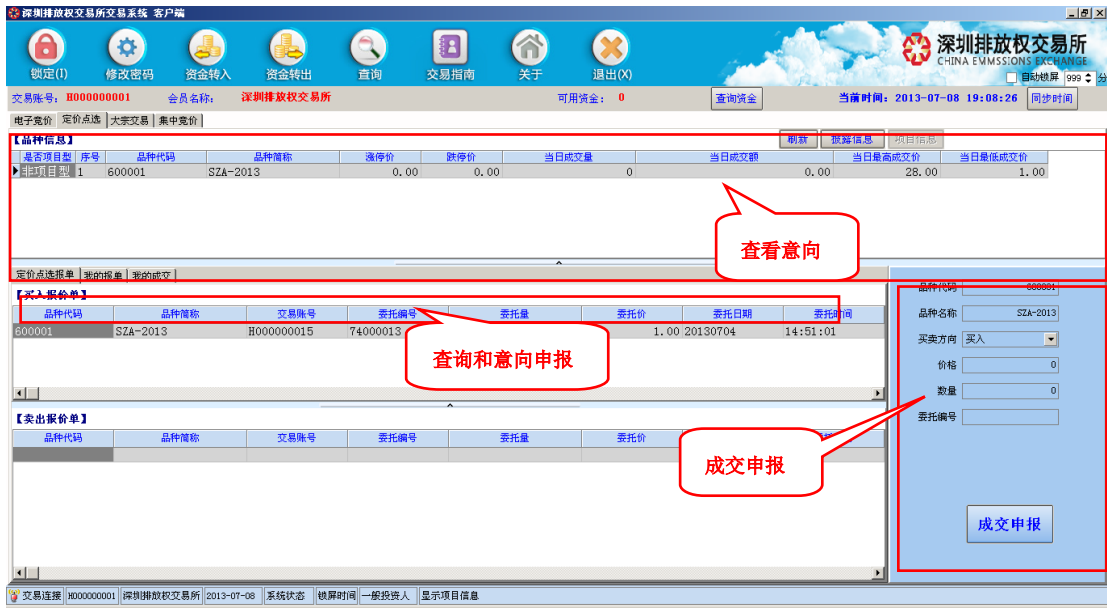 深圳排放权交易所交易系统 客户端
锁定(I) 修改密码 资金转入 资金转出 查询 交易指南 关于 退出(X)
深圳排放权交易所
CHINA EMMSSIONS EXCHANGE
自动锁屏 999 分
交易账号: H000000001 会员名称: 深圳排放权交易所 可用资金: 0 查询资金 当前时间: 2013-07-08 19:08:26 同步时间
电子竞价 定价点选 大宗交易 集中竞价
【品种信息】 刷新 披露信息 项目信息
是否项目型 序号 品种代码 品种简称 涨停价 跌停价 当日成交量 当日成交额 当日最高成交价 当日最低成交价
非项目型 1 600001 SZA-2013 0.00 0.00 0 0.00 28.00 1.00
查看意向
定价点选报单 我的报单 我的成交
【买入报价单】
品种代码 品种简称 交易账号 委托编号 委托量 委托价 委托日期 委托时间
600001 SZA-2013 H000000015 74000013 1.00 20130704 14:51:01
查询和意向申报
【卖出报价单】
品种代码 品种简称 交易账号 委托编号 委托量 委托价
成交申报
品种代码 600001
品种名称 SZA-2013
买卖方向 买入
价格 0
数量 0
委托编号
成交申报
交易连接 H000000001 深圳排放权交易所 2013-07-08 系统状态 锁屏时间 一般投资人 显示项目信息